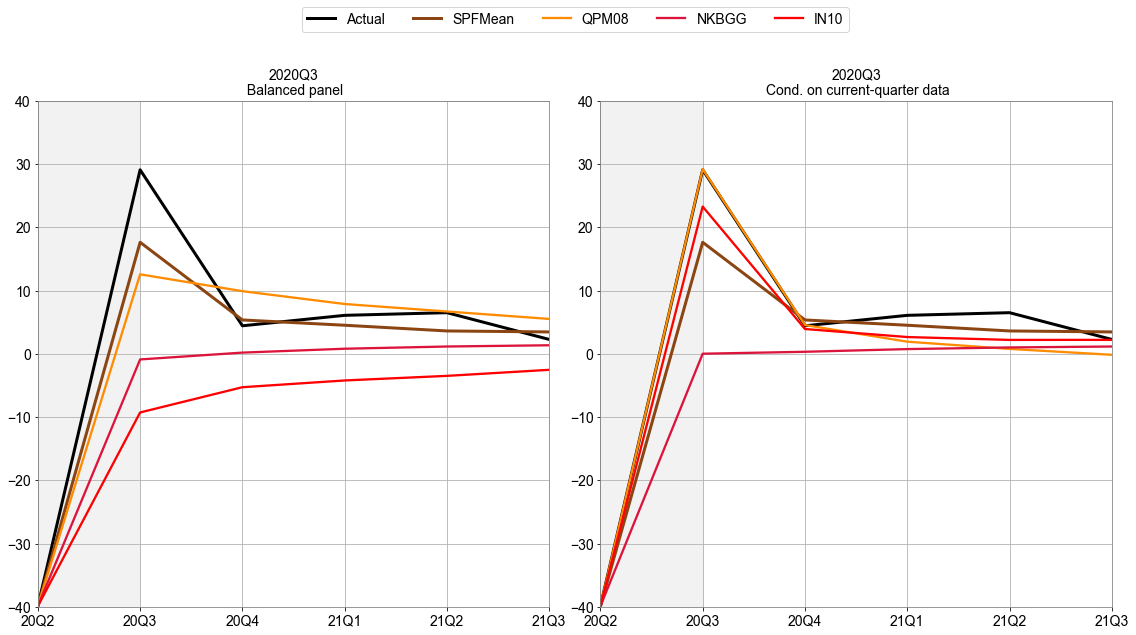 Actual SPFMean QPM08 NKBGG IN10
2020Q3
Balanced panel
40
30
20
10
0
−10
−20
−30
−40
20Q2 20Q3 20Q4 21Q1 21Q2 21Q3
2020Q3
Cond. on current-quarter data
40
30
20
10
0
−10
−20
−30
−40
20Q2 20Q3 20Q4 21Q1 21Q2 21Q3